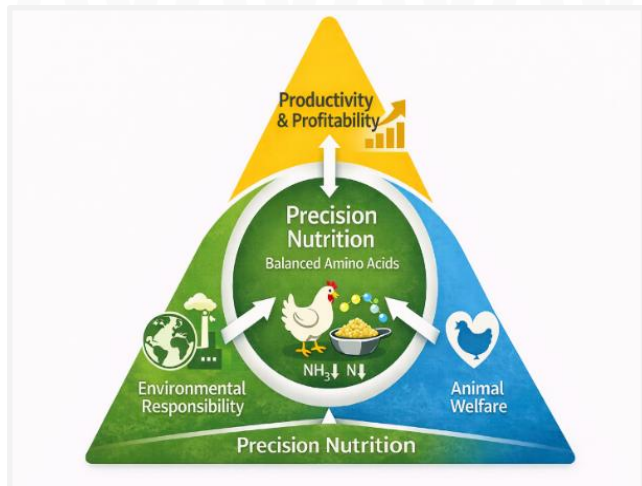 Productivity
& Profitability
Precision
Nutrition
Balanced Amino Acids
NH₃⬇ N⬇
Environmental
Responsibility
Animal
Welfare
Precision Nutrition